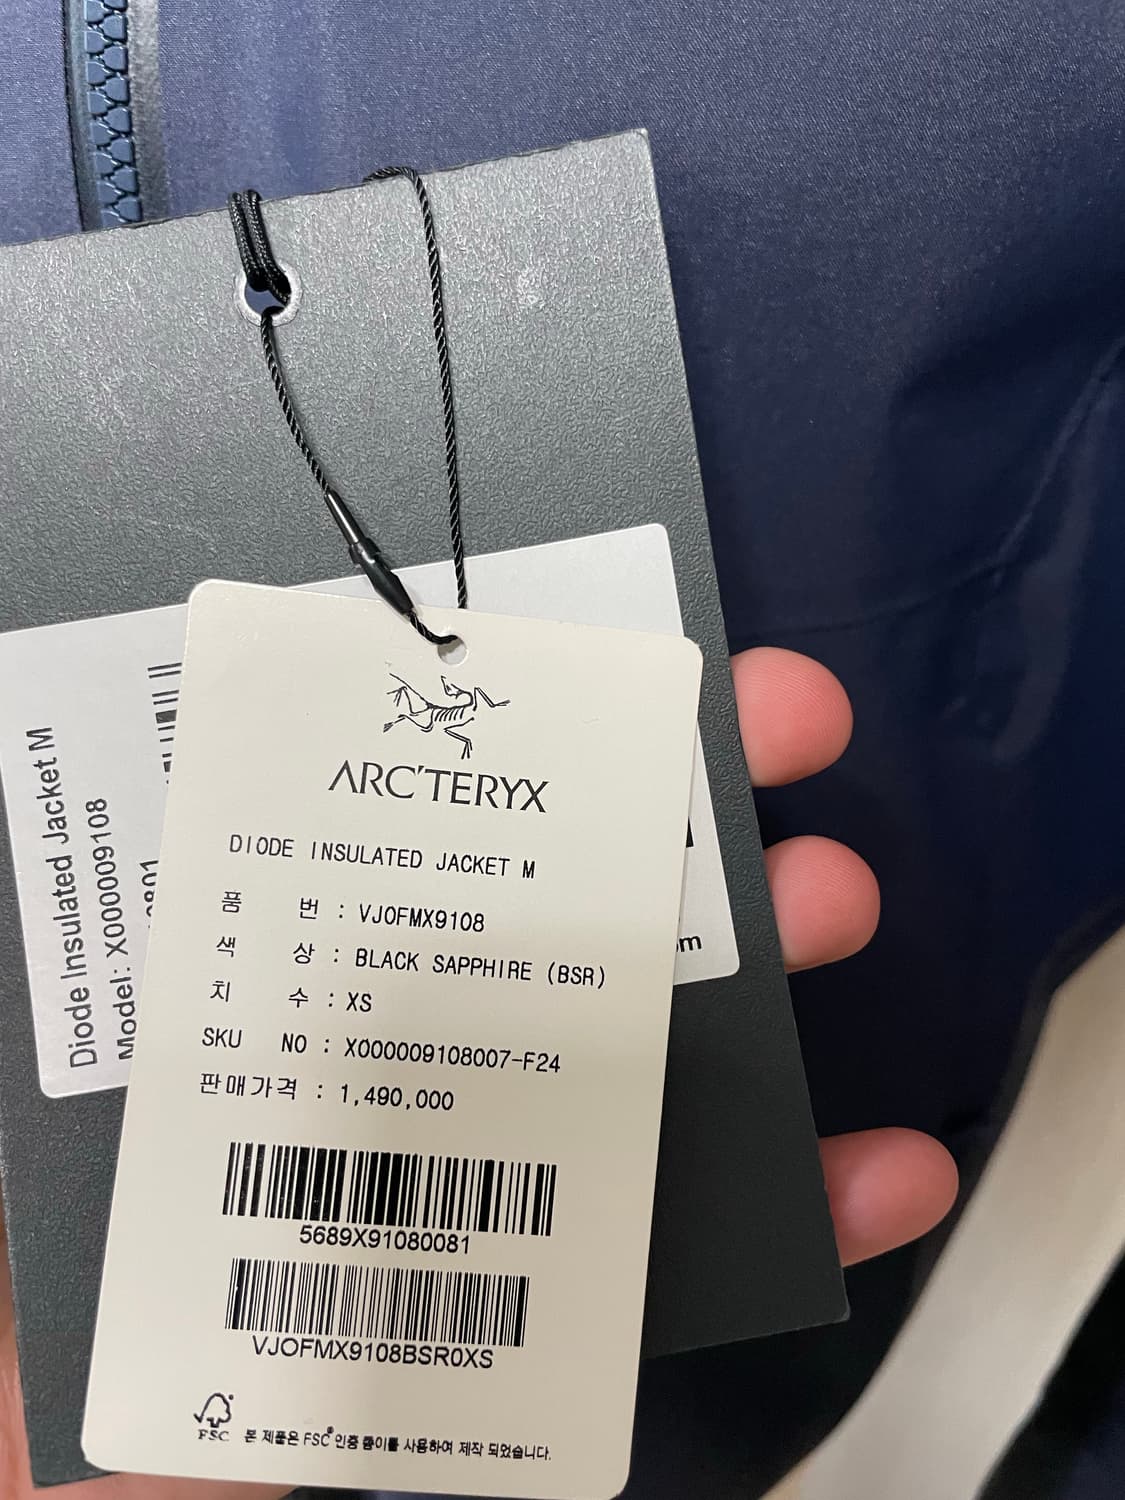 ARC'TERYX
DIODE INSULATED JACKET M
품 번 : VJOFMX9108
색 상 : BLACK SAPPHIRE (BSR)
치 수 : XS
SKU NO : X000009108007-F24
판매가격 : 1,490,000
5689X91080081
VJOFMX9108BSR0XS
FSC 본 제품은 FSC® 인증 종이를 사용하여 제작 되었습니다.
Diode Insulated Jacket M
Model: X000009108
m